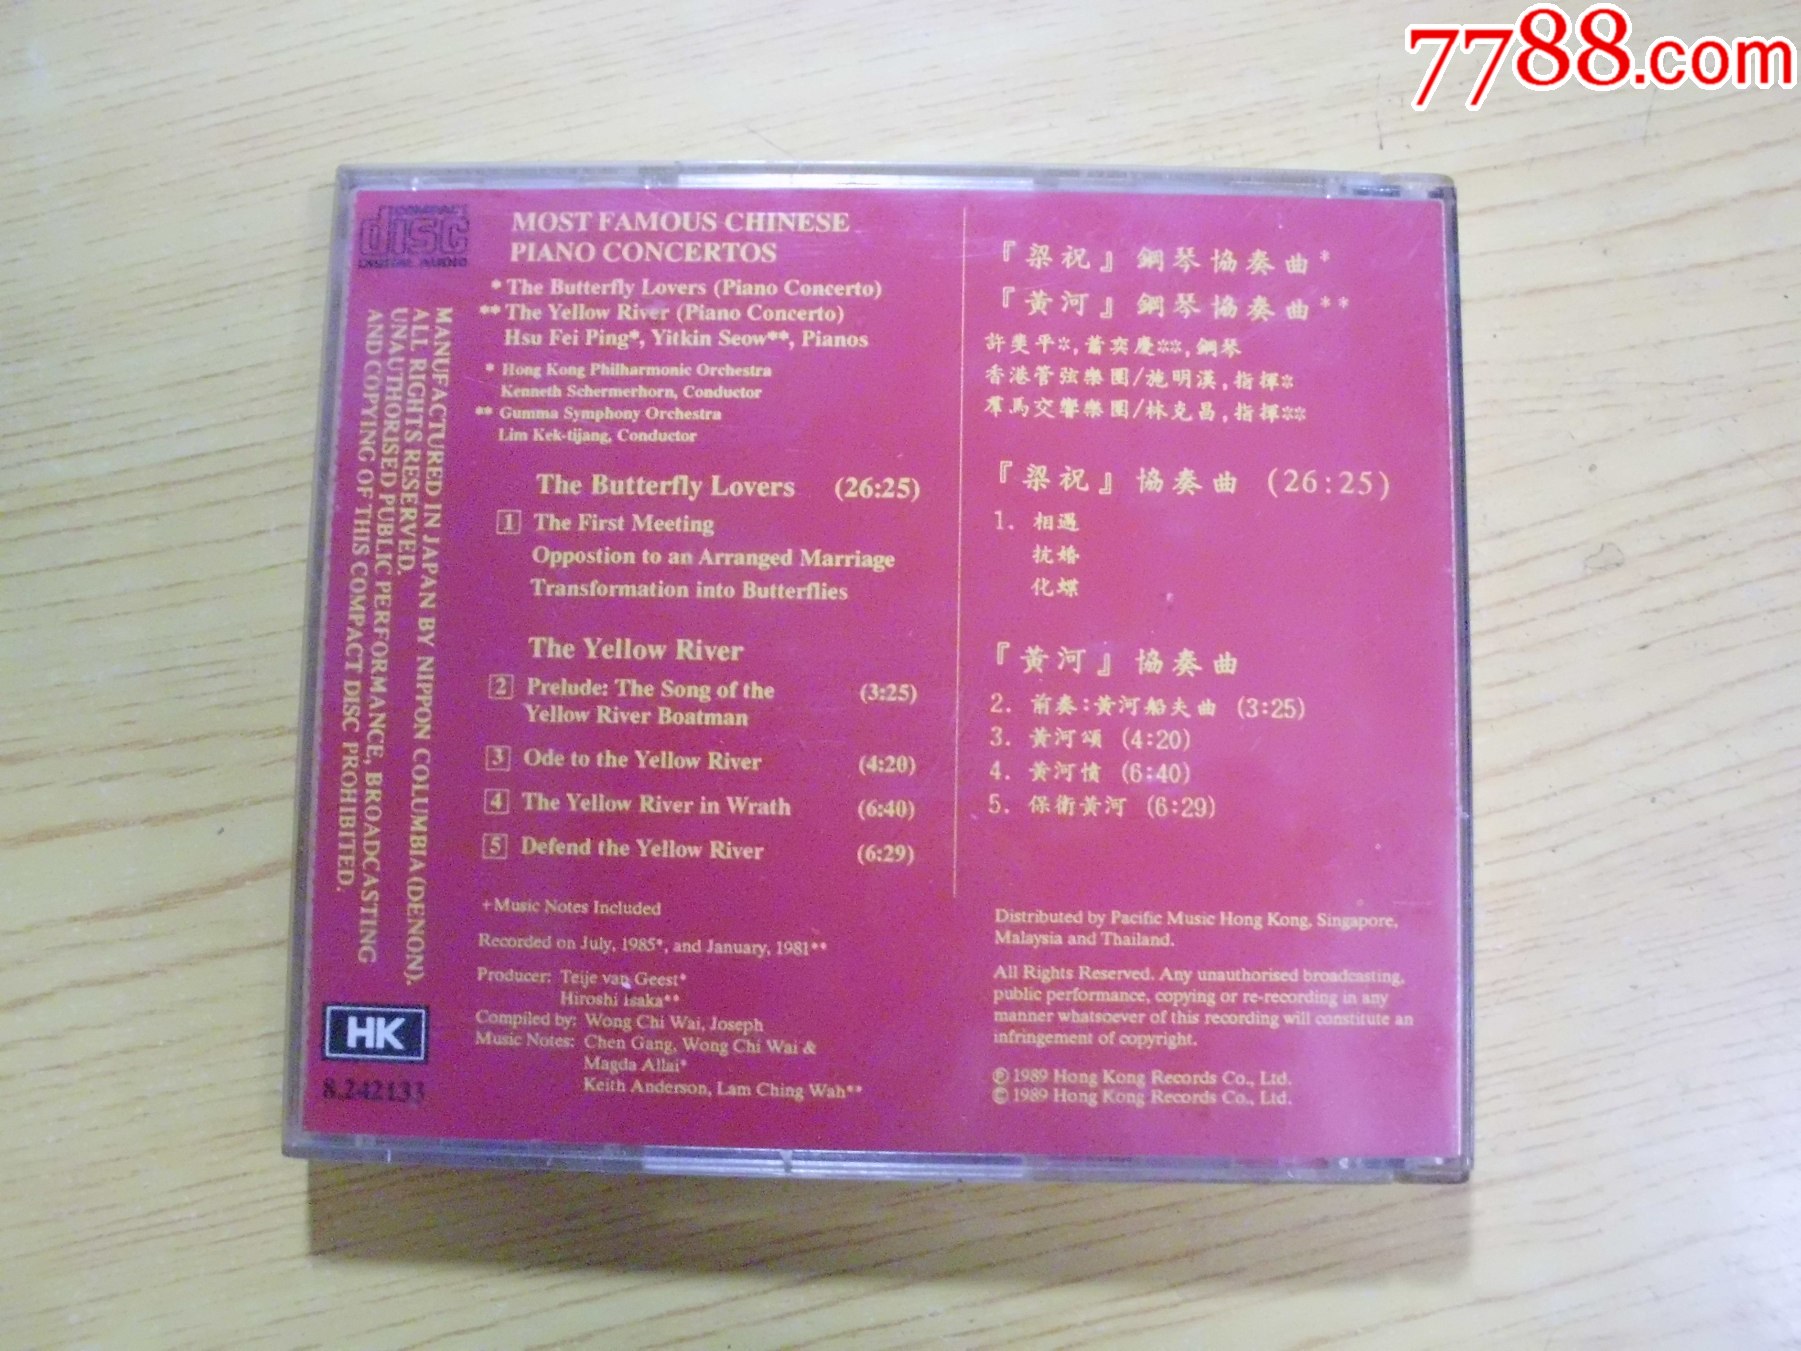 7788.com
COMPACT
disc
DIGITAL AUDIO
MOST FAMOUS CHINESE
PIANO CONCERTOS
* The Butterfly Lovers (Piano Concerto)
** The Yellow River (Piano Concerto)
Hsu Fei Ping*, Yitkin Seow**, Pianos
* Hong Kong Philharmonic Orchestra
Kenneth Schermerhorn, Conductor
** Gumma Symphony Orchestra
Lim Kek-tijang, Conductor
The Butterfly Lovers (26:25)
1 The First Meeting
Oppostion to an Arranged Marriage
Transformation into Butterflies
The Yellow River
2 Prelude: The Song of the (3:25)
Yellow River Boatman
3 Ode to the Yellow River (4:20)
4 The Yellow River in Wrath (6:40)
5 Defend the Yellow River (6:29)
+Music Notes Included
Recorded on July, 1985*, and January, 1981**
Producer: Teije van Geest*
Hiroshi Isaka**
Compiled by: Wong Chi Wai, Joseph
Music Notes: Chen Gang, Wong Chi Wai &
Magda Allai*
Keith Anderson, Lam Ching Wah**
『梁祝』鋼琴協奏曲*
『黃河』鋼琴協奏曲**
許斐平*,蕭奕慶**,鋼琴
香港管弦樂團/施明漢,指揮*
羣馬交響樂團/林克昌,指揮**
『梁祝』協奏曲 (26:25)
1. 相遇
抗婚
化蝶
『黃河』協奏曲
2. 前奏:黃河船夫曲 (3:25)
3. 黃河頌 (4:20)
4. 黃河憤 (6:40)
5. 保衛黃河 (6:29)
Distributed by Pacific Music Hong Kong, Singapore,
Malaysia and Thailand.
All Rights Reserved. Any unauthorised broadcasting,
public performance, copying or re-recording in any
manner whatsoever of this recording will constitute an
infringement of copyright.
Ⓟ 1989 Hong Kong Records Co., Ltd.
© 1989 Hong Kong Records Co., Ltd.
MANUFACTURED IN JAPAN BY NIPPON COLUMBIA (DENON).
ALL RIGHTS RESERVED.
UNAUTHORISED PUBLIC PERFORMANCE, BROADCASTING
AND COPYING OF THIS COMPACT DISC PROHIBITED.
HK
8.242133